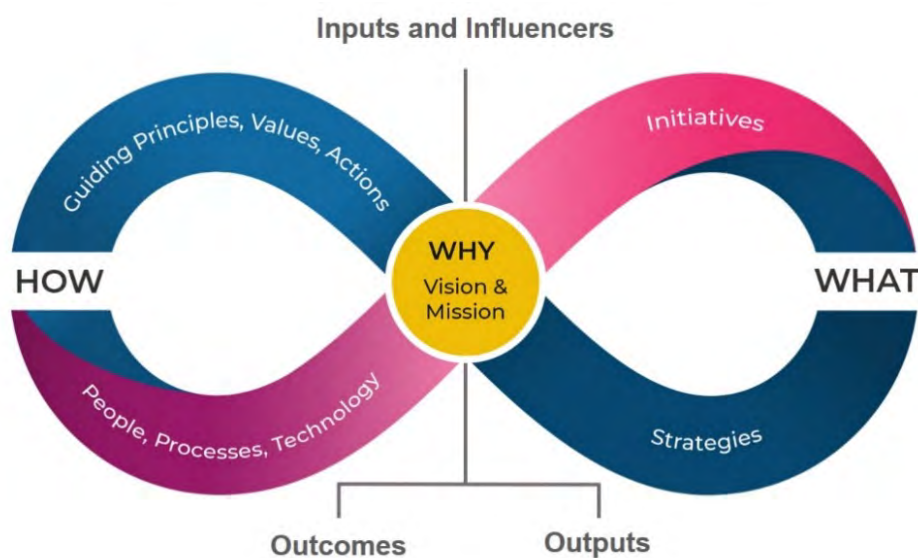 Inputs and Influencers
Guiding Principles, Values, Actions
Initiatives
HOW
WHY
Vision &
Mission
WHAT
People, Processes, Technology
Strategies
Outcomes
Outputs